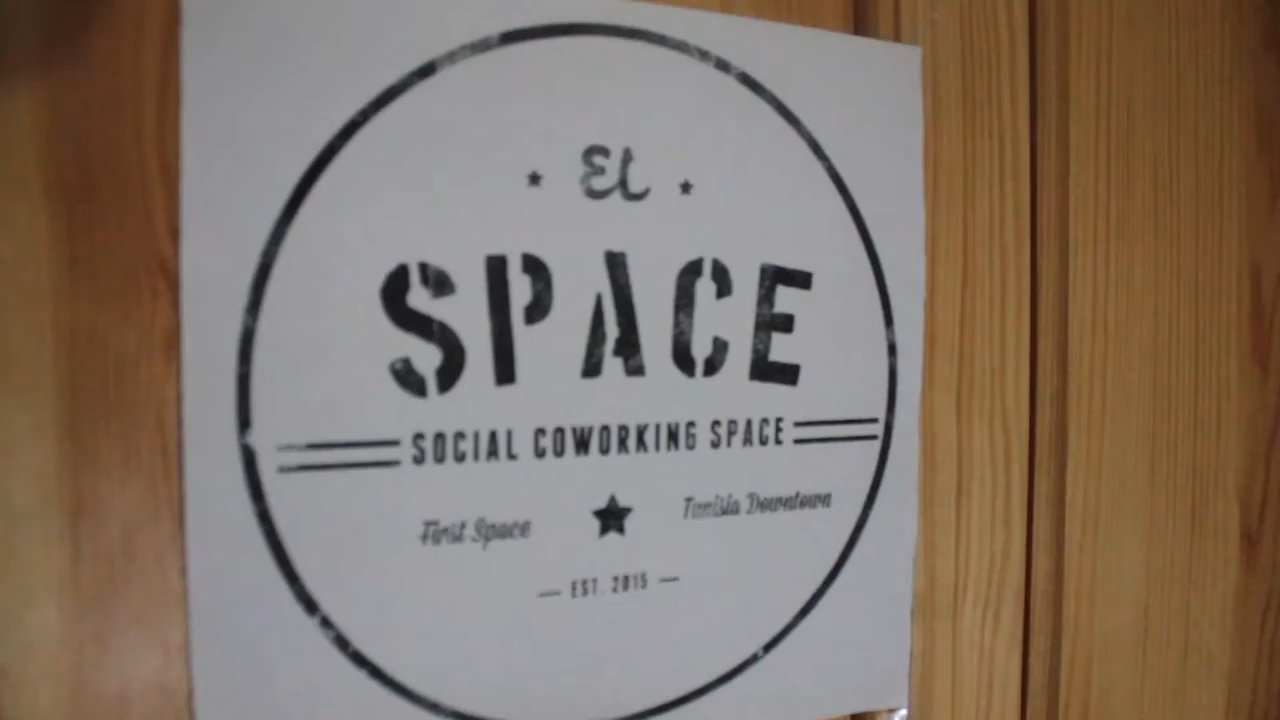 El
SPACE
SOCIAL COWORKING SPACE
First Space
Tunisia Downtown
EST. 2015